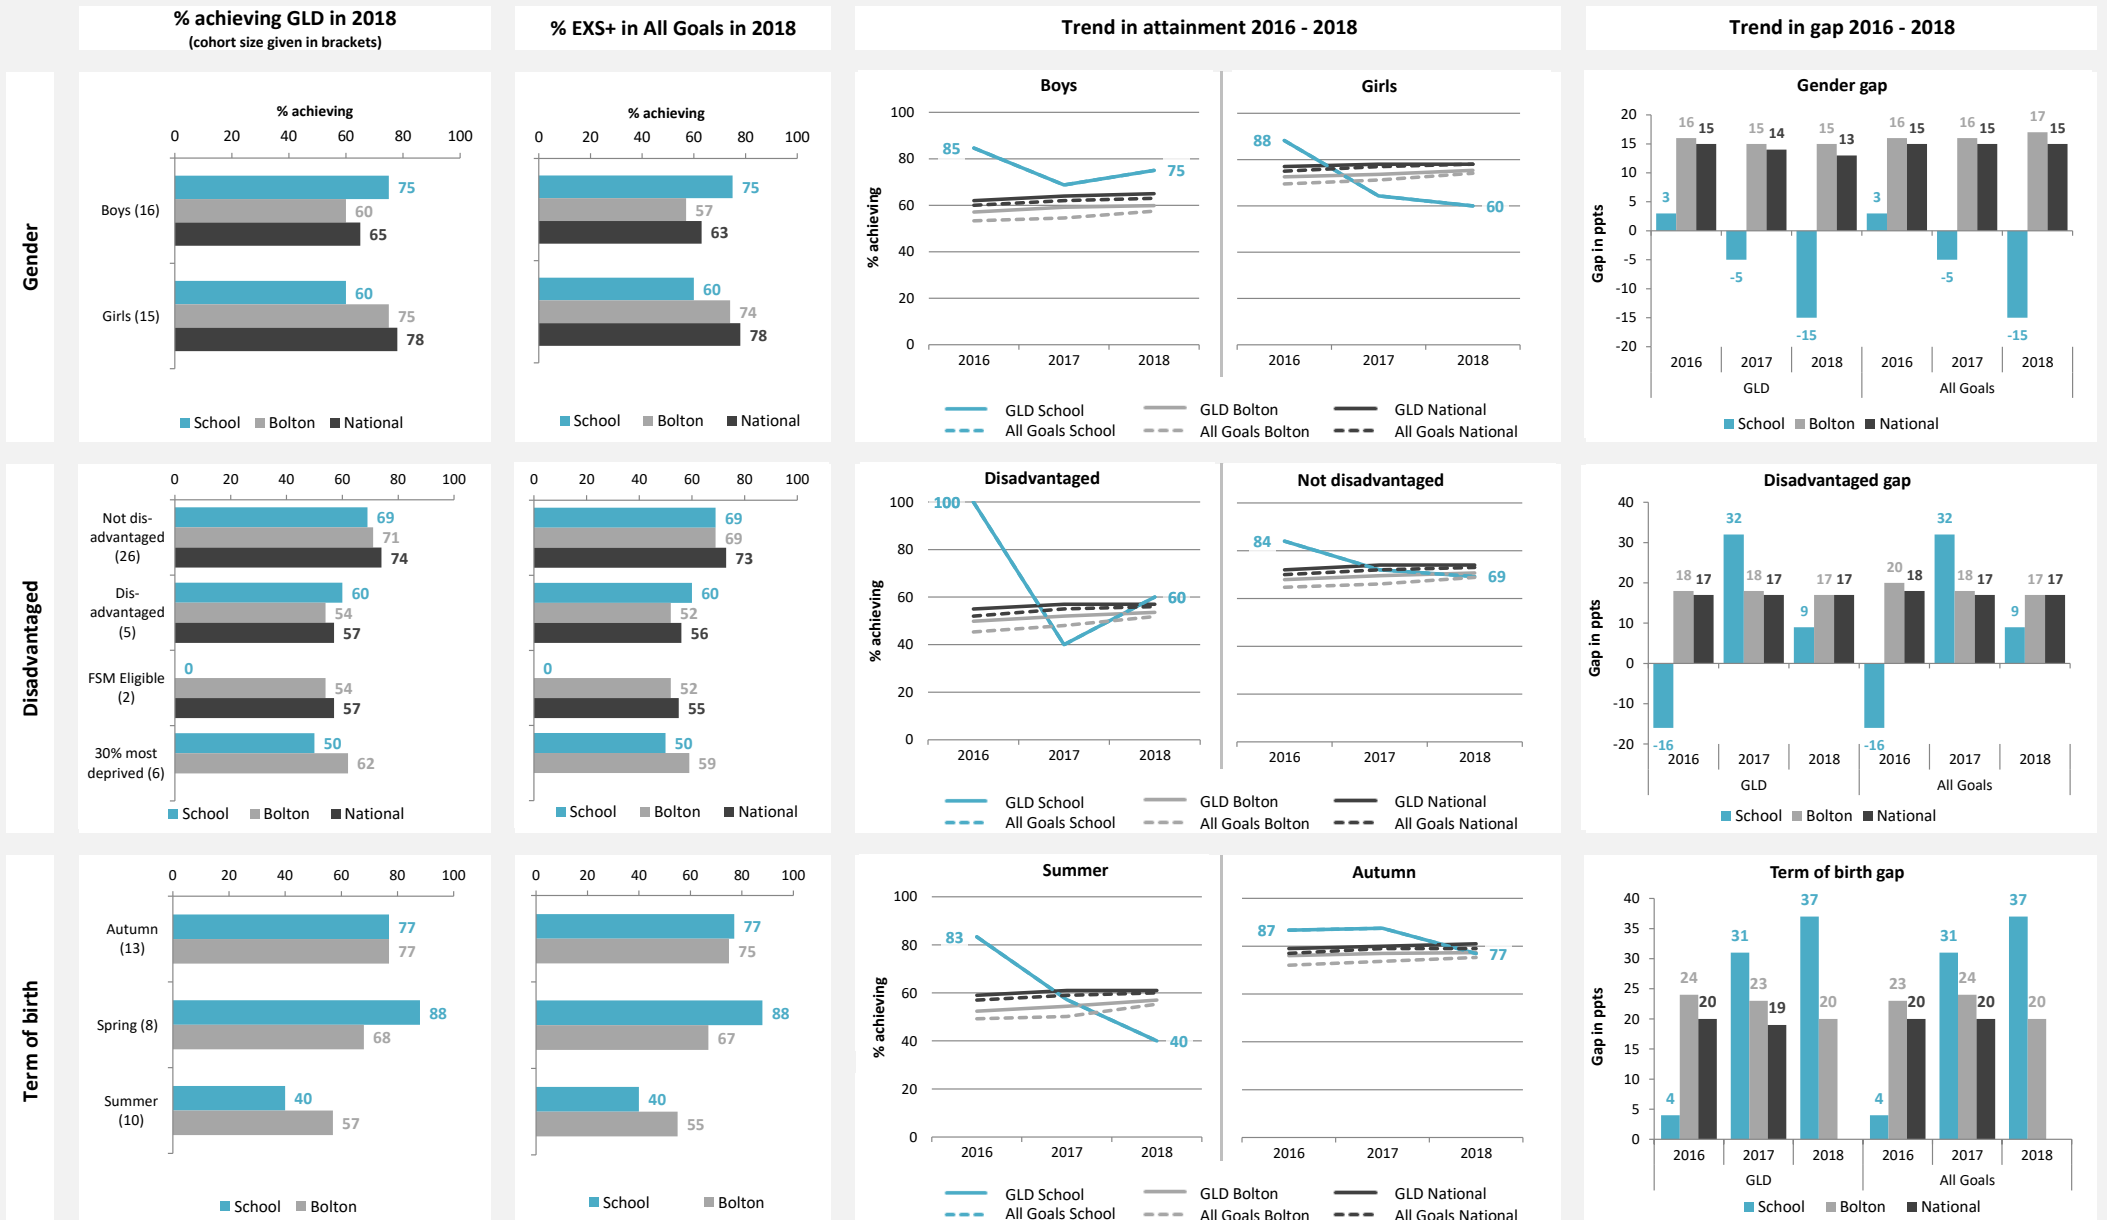 % achieving GLD in 2018
(cohort size given in brackets)
% EXS+ in All Goals in 2018
Trend in attainment 2016 - 2018
Trend in gap 2016 - 2018
Gender
% achieving
0 20 40 60 80 100
Boys (16)
75
60
65
Girls (15)
60
75
78
School Bolton National
% achieving
0 20 40 60 80 100
75
57
63
60
74
78
School Bolton National
Boys
Girls
% achieving
100
80
60
40
20
0
85
75
88
60
2016 2017 2018
2016 2017 2018
GLD School GLD Bolton GLD National
All Goals School All Goals Bolton All Goals National
Gender gap
Gap in ppts
20
15
10
5
0
-5
-10
-15
-20
3 16 15
-5 15 14
-15 15 13
3 16 15
-5 16 15
-15 17 15
2016 2017 2018 2016 2017 2018
GLD All Goals
School Bolton National
Disadvantaged
0 20 40 60 80 100
Not dis-
advantaged
(26)
69
71
74
Dis-
advantaged
(5)
60
54
57
FSM Eligible
(2)
0
54
57
30% most
deprived (6)
50
62
School Bolton National
0 20 40 60 80 100
69
69
73
60
52
56
0
52
55
50
59
School Bolton National
Disadvantaged
Not disadvantaged
% achieving
100
80
60
40
20
0
100
60
84
69
2016 2017 2018
2016 2017 2018
GLD School GLD Bolton GLD National
All Goals School All Goals Bolton All Goals National
Disadvantaged gap
Gap in ppts
40
30
20
10
0
-10
-20
-16 18 17
32 18 17
9 17 17
-16 20 18
32 18 17
9 17 17
2016 2017 2018 2016 2017 2018
GLD All Goals
School Bolton National
Term of birth
0 20 40 60 80 100
Autumn
(13)
77
77
Spring (8)
88
68
Summer
(10)
40
57
School Bolton
0 20 40 60 80 100
77
75
88
67
40
55
School Bolton
Summer
Autumn
% achieving
100
80
60
40
20
0
83
40
87
77
2016 2017 2018
2016 2017 2018
GLD School GLD Bolton GLD National
All Goals School All Goals Bolton All Goals National
Term of birth gap
Gap in ppts
40
35
30
25
20
15
10
5
0
4 24 20
31 23 19
37 20
4 23 20
31 24 20
37 20
2016 2017 2018 2016 2017 2018
GLD All Goals
School Bolton National